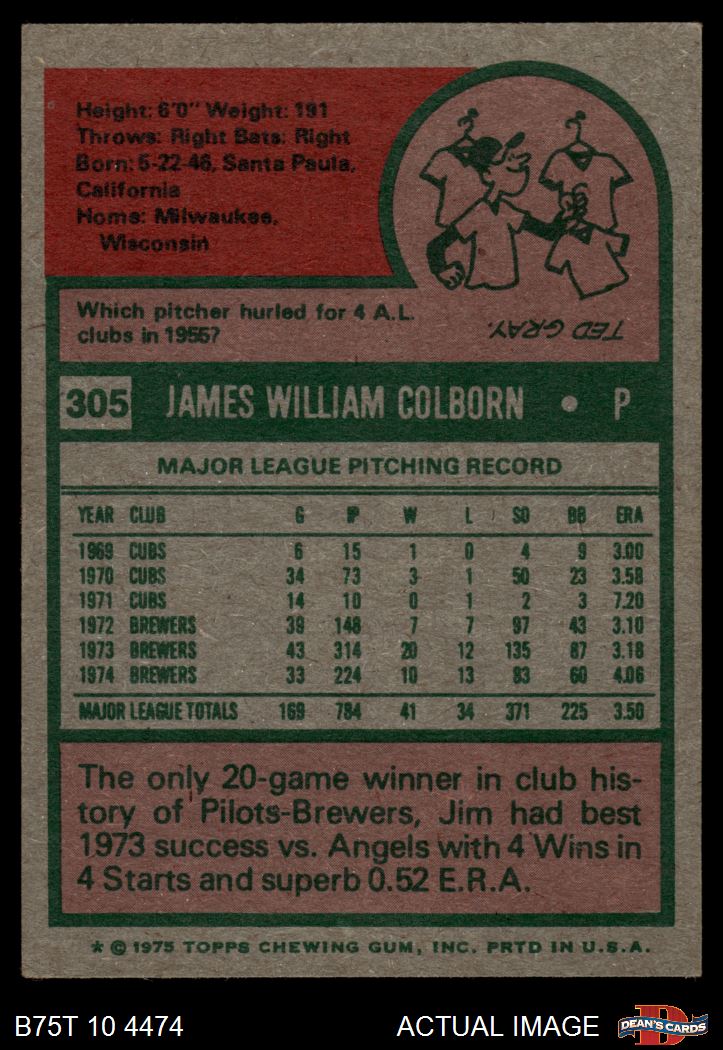 Height: 6'0" Weight: 191
Throws: Right Bats: Right
Born: 5-22-46, Santa Paula,
California
Home: Milwaukee,
Wisconsin
Which pitcher hurled for 4 A.L.
clubs in 1955?
TED GRAY.
305 JAMES WILLIAM COLBORN • P
MAJOR LEAGUE PITCHING RECORD
YEAR CLUB G IP W L SO BB ERA
1969 CUBS 6 15 1 0 4 9 3.00
1970 CUBS 34 73 3 1 50 23 3.58
1971 CUBS 14 10 0 1 2 3 7.20
1972 BREWERS 39 148 7 7 97 43 3.10
1973 BREWERS 43 314 20 12 135 87 3.18
1974 BREWERS 33 224 10 13 83 60 4.06
MAJOR LEAGUE TOTALS 169 784 41 34 371 225 3.50
The only 20-game winner in club his-
tory of Pilots-Brewers, Jim had best
1973 success vs. Angels with 4 Wins in
4 Starts and superb 0.52 E.R.A.
* © 1975 TOPPS CHEWING GUM, INC. PRTD IN U.S.A.
B75T 10 4474 ACTUAL IMAGE DEAN'S CARDS